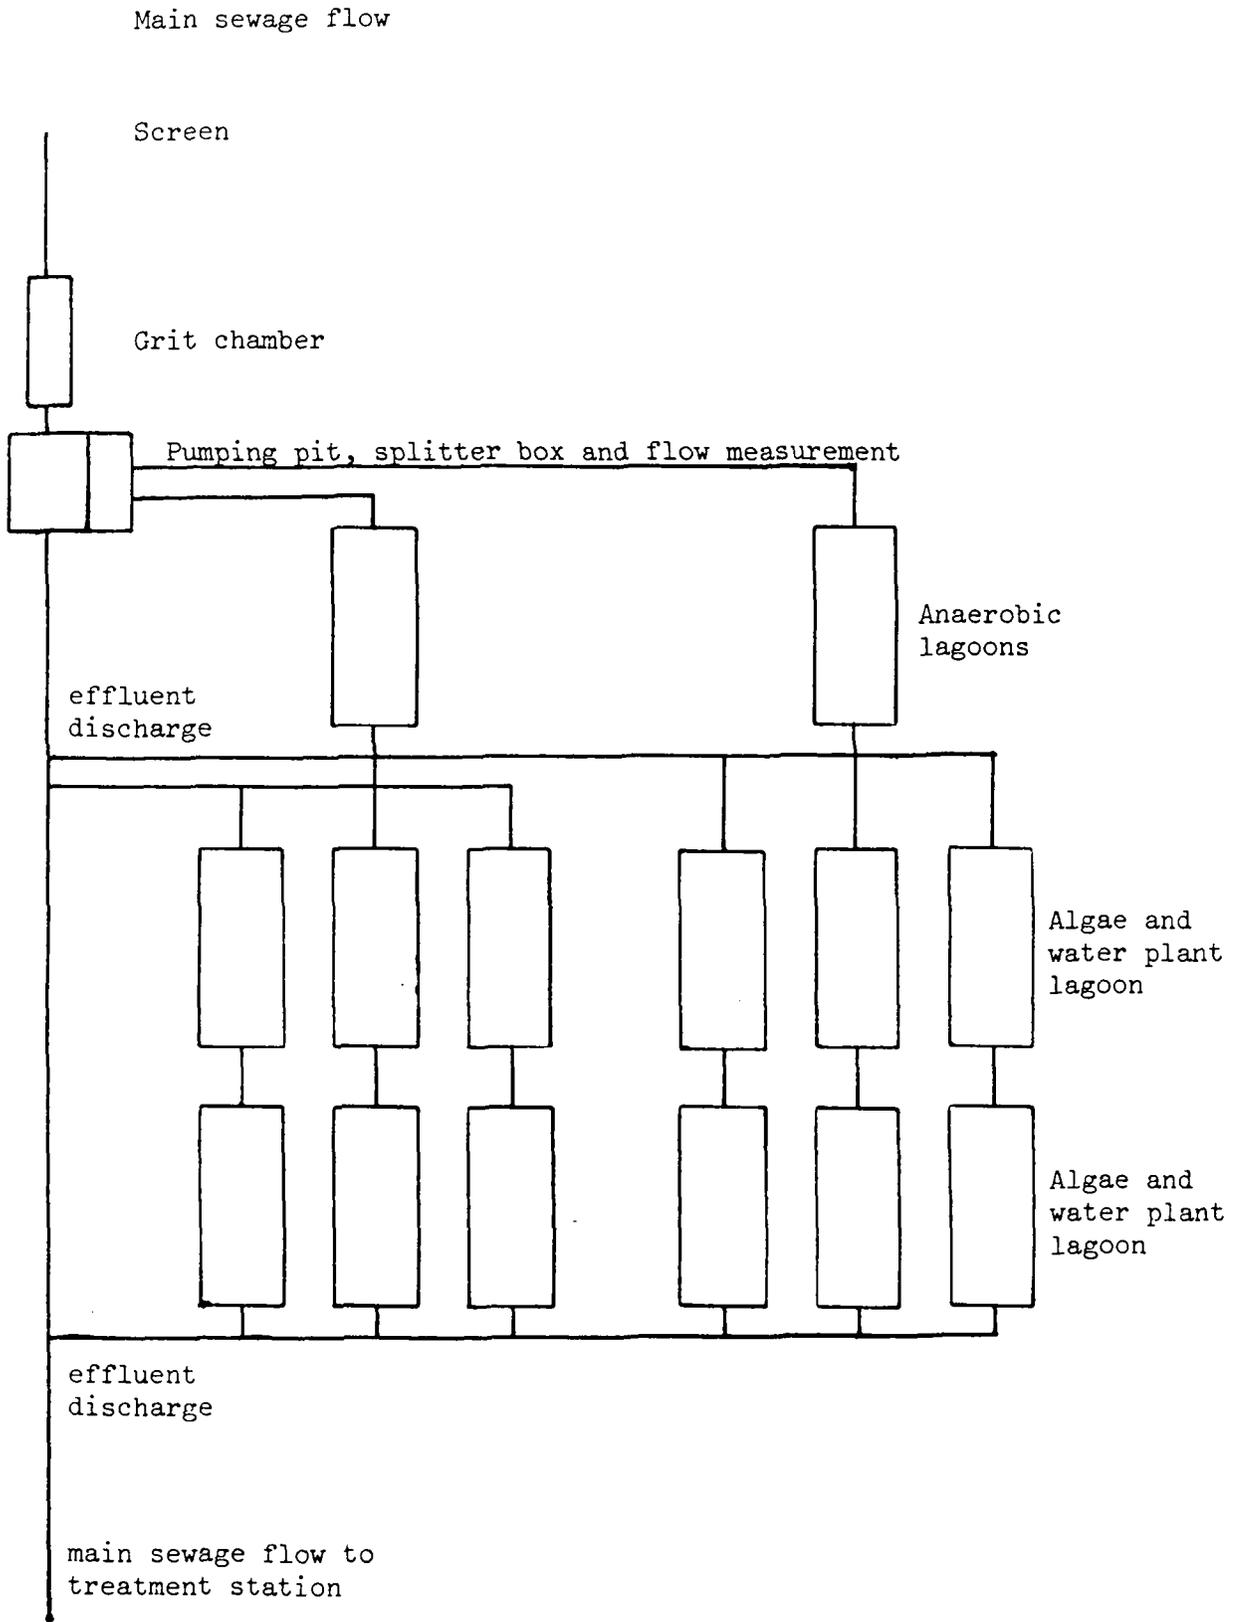 Main sewage flow
Screen
Grit chamber
Pumping pit, splitter box and flow measurement
Anaerobic
lagoons
effluent
discharge
Algae and
water plant
lagoon
Algae and
water plant
lagoon
effluent
discharge
main sewage flow to
treatment station